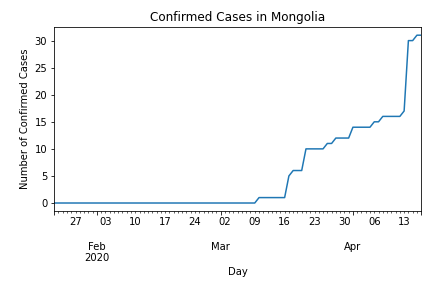 Confirmed Cases in Mongolia
Number of Confirmed Cases
30
25
20
15
10
5
0
27 03 10 17 24 02 09 16 23 30 06 13
Feb Mar Apr
2020
Day